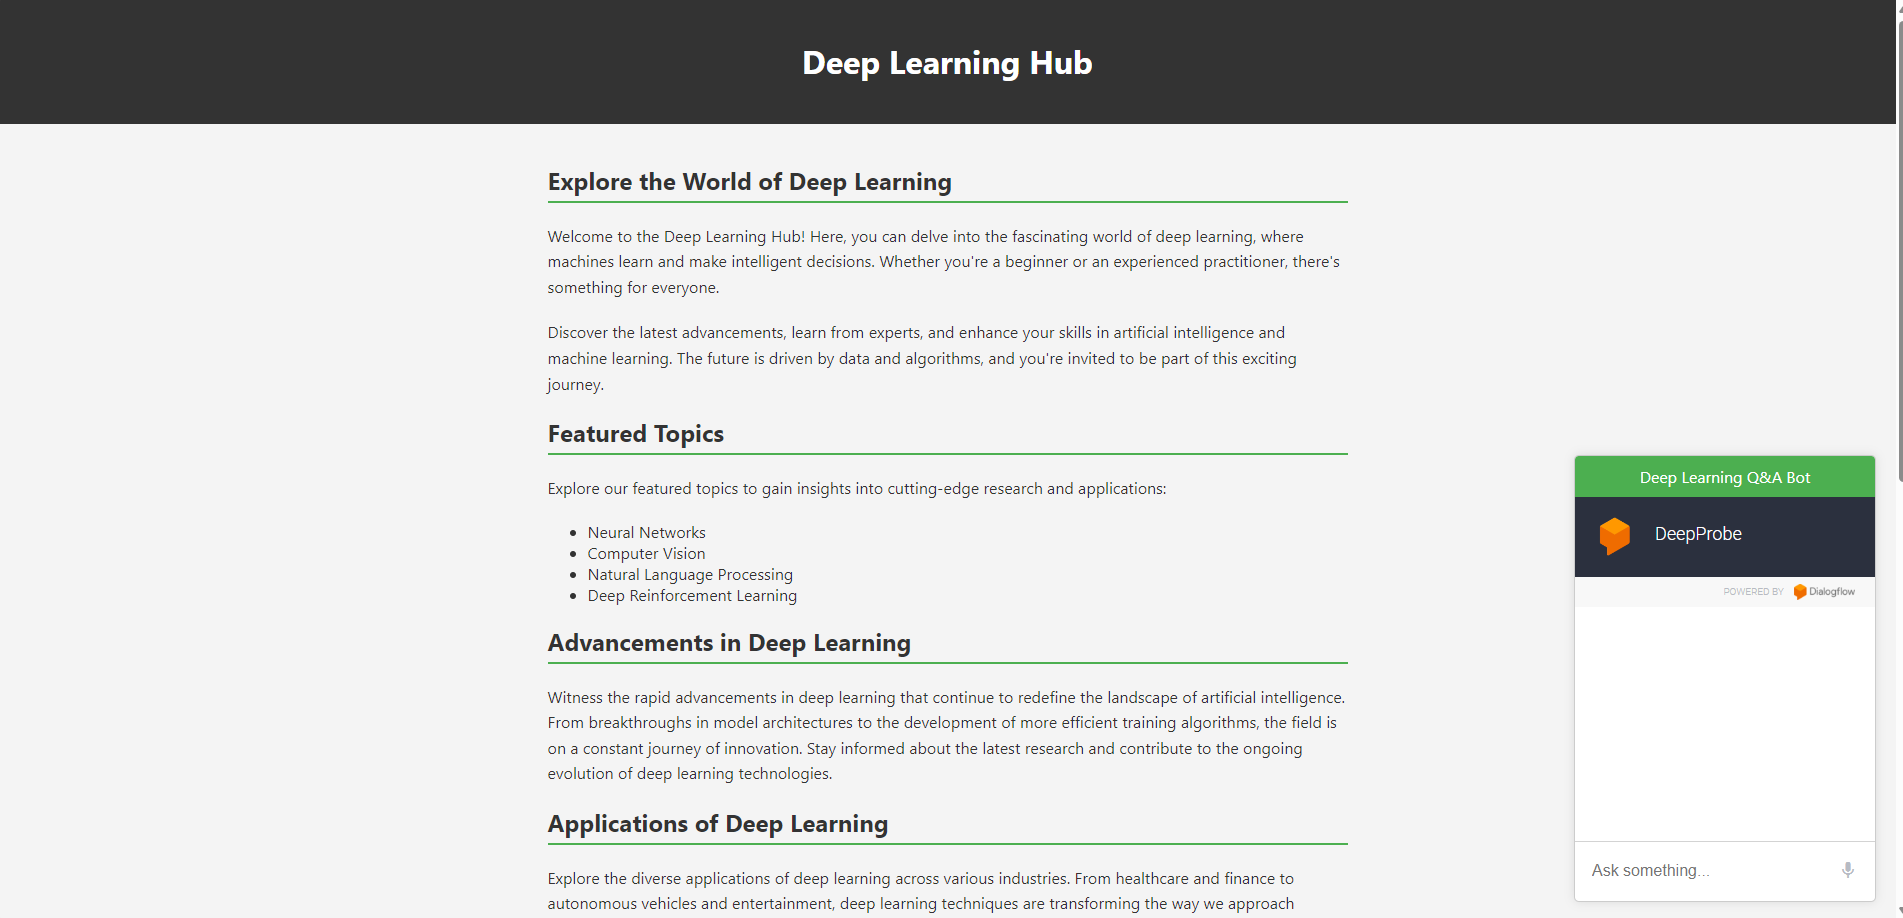 Deep Learning Hub
Explore the World of Deep Learning
Welcome to the Deep Learning Hub! Here, you can delve into the fascinating world of deep learning, where
machines learn and make intelligent decisions. Whether you're a beginner or an experienced practitioner, there's
something for everyone.
Discover the latest advancements, learn from experts, and enhance your skills in artificial intelligence and
machine learning. The future is driven by data and algorithms, and you're invited to be part of this exciting
journey.
Featured Topics
Explore our featured topics to gain insights into cutting-edge research and applications:
Neural Networks
Computer Vision
Natural Language Processing
Deep Reinforcement Learning
Advancements in Deep Learning
Witness the rapid advancements in deep learning that continue to redefine the landscape of artificial intelligence.
From breakthroughs in model architectures to the development of more efficient training algorithms, the field is
on a constant journey of innovation. Stay informed about the latest research and contribute to the ongoing
evolution of deep learning technologies.
Applications of Deep Learning
Explore the diverse applications of deep learning across various industries. From healthcare and finance to
autonomous vehicles and entertainment, deep learning techniques are transforming the way we approach
Deep Learning Q&A Bot
DeepProbe
POWERED BY Dialogflow
Ask something...